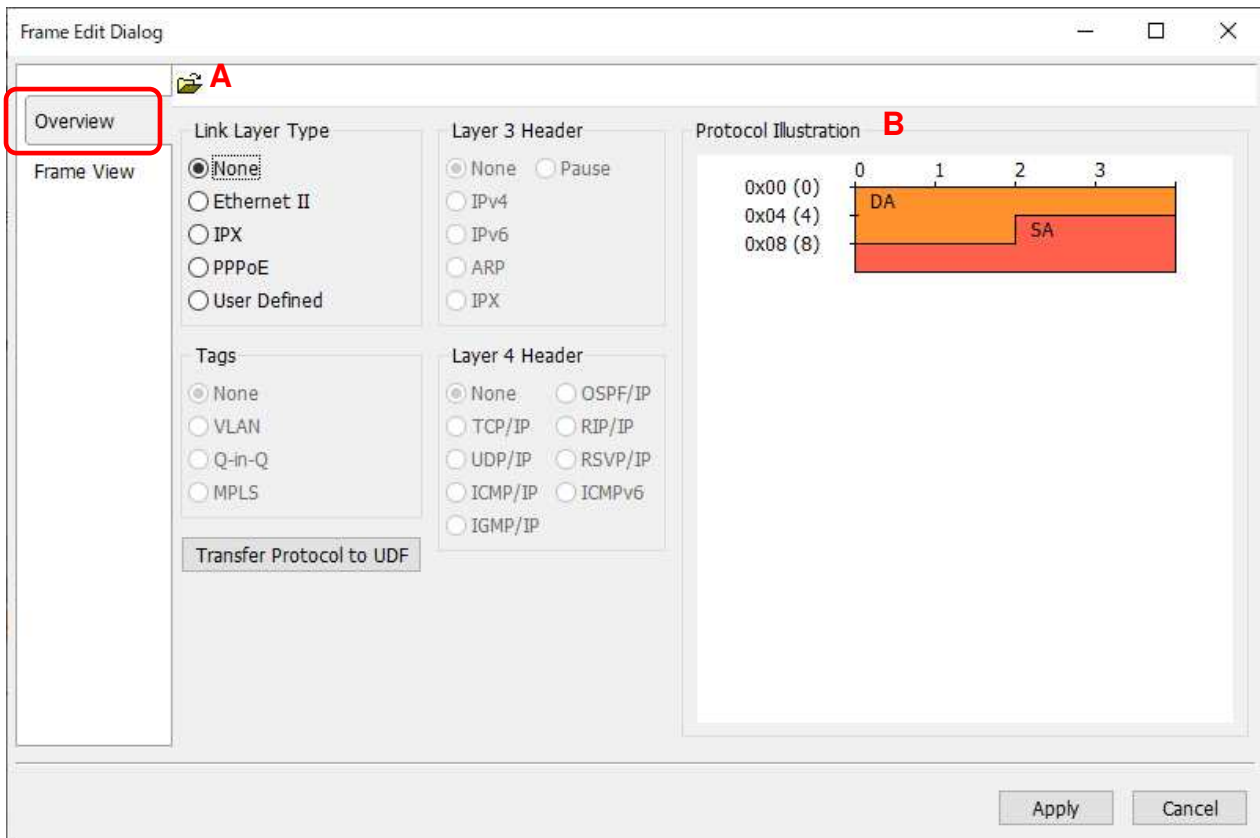 Frame Edit Dialog
A
Overview
Frame View
Link Layer Type
None
Ethernet II
IPX
PPPoE
User Defined
Layer 3 Header
None Pause
IPv4
IPv6
ARP
IPX
Tags
None
VLAN
Q-in-Q
MPLS
Layer 4 Header
None OSPF/IP
TCP/IP RIP/IP
UDP/IP RSVP/IP
ICMP/IP ICMPv6
IGMP/IP
Transfer Protocol to UDF
Protocol Illustration B
0 1 2 3
0x00 (0)
DA
0x04 (4)
SA
0x08 (8)
Apply Cancel